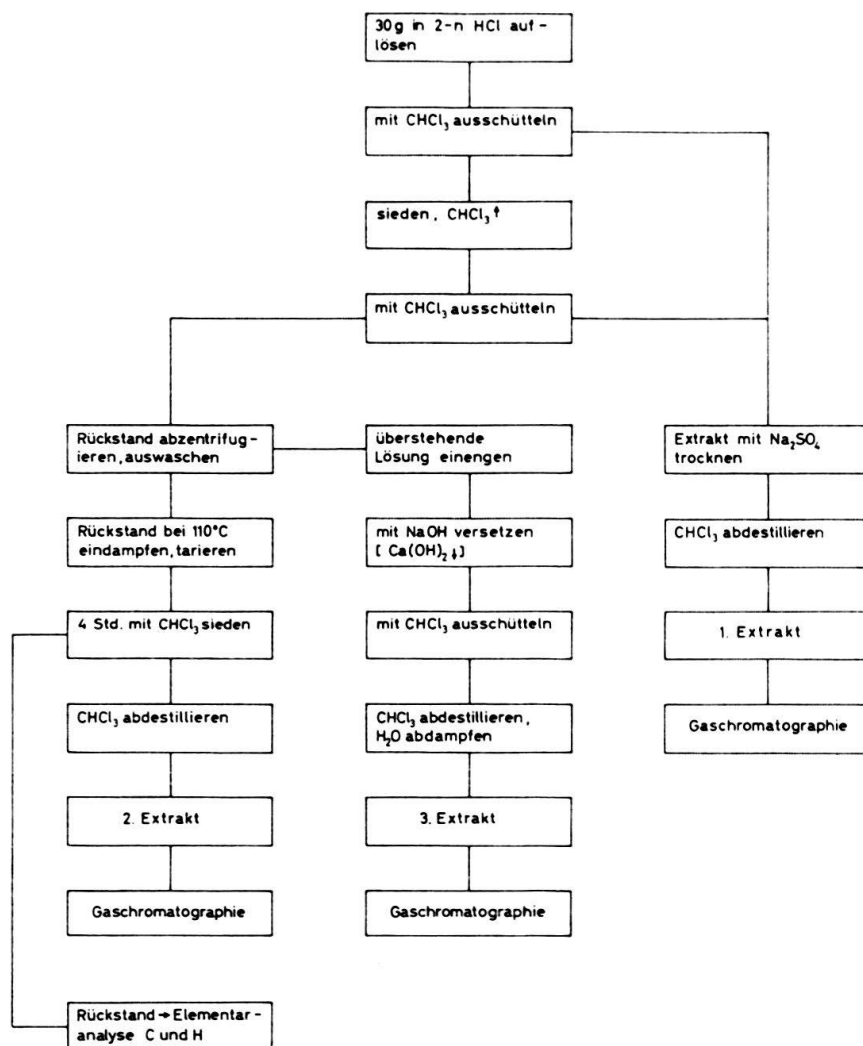 30g in 2-n HCl auf-
lösen
mit CHCl₃ ausschütteln
sieden, CHCl₃↑
mit CHCl₃ ausschütteln
Rückstand abzentrifug-
ieren, auswaschen
überstehende
Lösung einengen
Extrakt mit Na₂SO₄
trocknen
Rückstand bei 110°C
eindampfen, tarieren
mit NaOH versetzen
[ Ca(OH)₂↓]
CHCl₃ abdestillieren
4 Std. mit CHCl₃ sieden
mit CHCl₃ ausschütteln
1. Extrakt
CHCl₃ abdestillieren
CHCl₃ abdestillieren,
H₂O abdampfen
Gaschromatographie
2. Extrakt
3. Extrakt
Gaschromatographie
Gaschromatographie
Rückstand → Elementar-
analyse C und H